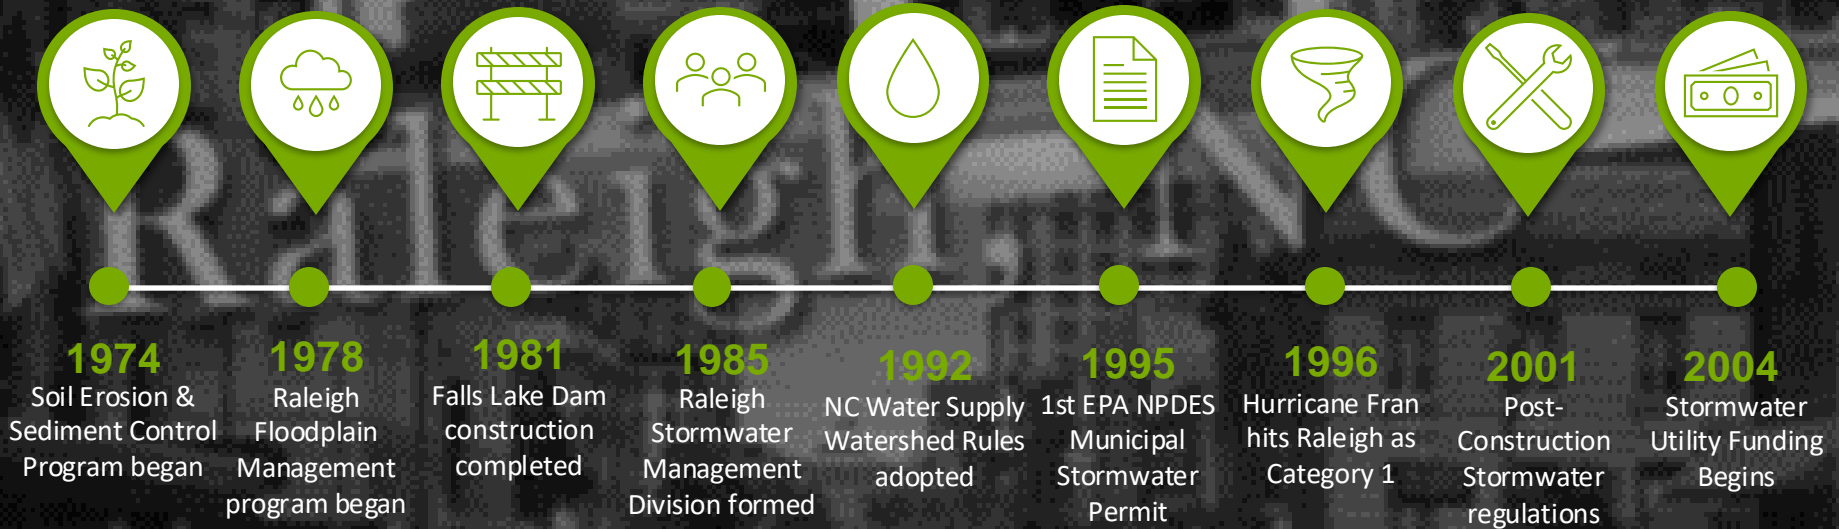 Raleigh, NC
1974
Soil Erosion &
Sediment Control
Program began
1978
Raleigh
Floodplain
Management
program began
1981
Falls Lake Dam
construction
completed
1985
Raleigh
Stormwater
Management
Division formed
1992
NC Water Supply
Watershed Rules
adopted
1995
1st EPA NPDES
Municipal
Stormwater
Permit
1996
Hurricane Fran
hits Raleigh as
Category 1
2001
Post-
Construction
Stormwater
regulations
2004
Stormwater
Utility Funding
Begins